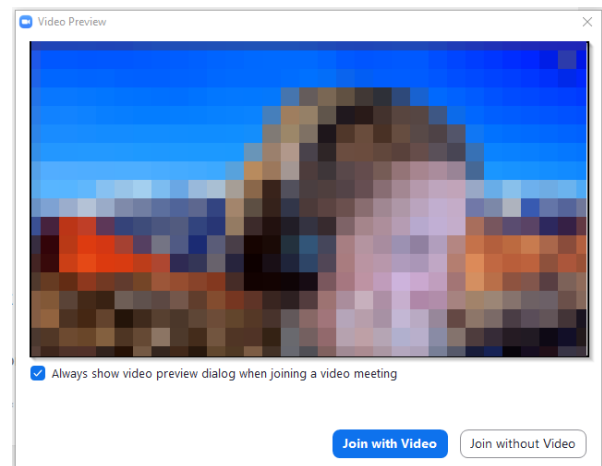 Video Preview
Always show video preview dialog when joining a video meeting
Join with Video
Join without Video